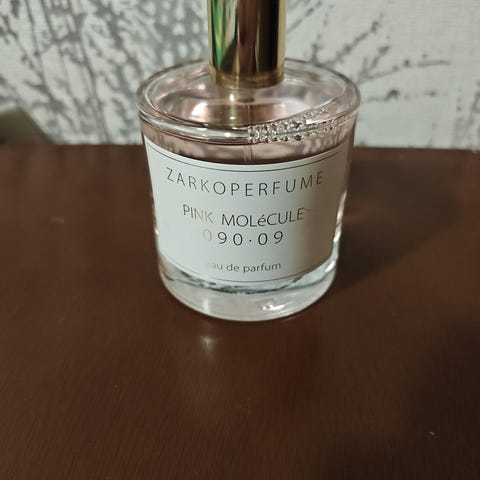 ZARKOPERFUME
PINK MOLéCULE
090·09
eau de parfum